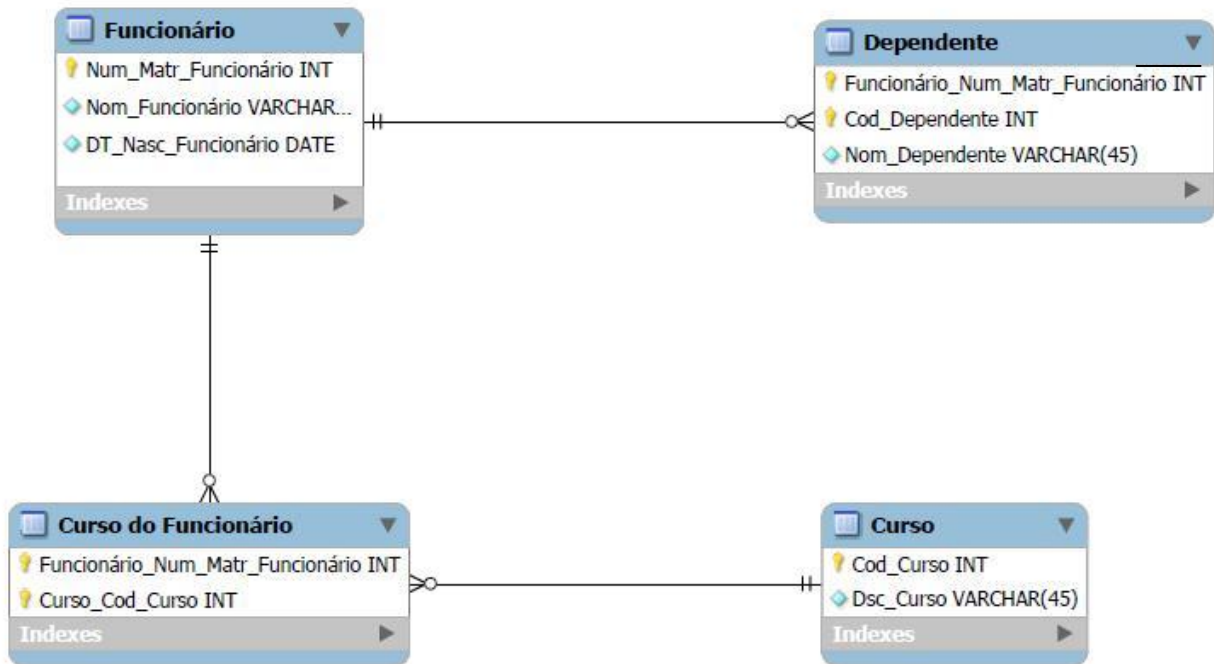 Funcionário
Num_Matr_Funcionário INT
Nom_Funcionário VARCHAR...
DT_Nasc_Funcionário DATE
Indexes
Dependente
Funcionário_Num_Matr_Funcionário INT
Cod_Dependente INT
Nom_Dependente VARCHAR(45)
Indexes
Curso do Funcionário
Funcionário_Num_Matr_Funcionário INT
Curso_Cod_Curso INT
Indexes
Curso
Cod_Curso INT
Dsc_Curso VARCHAR(45)
Indexes